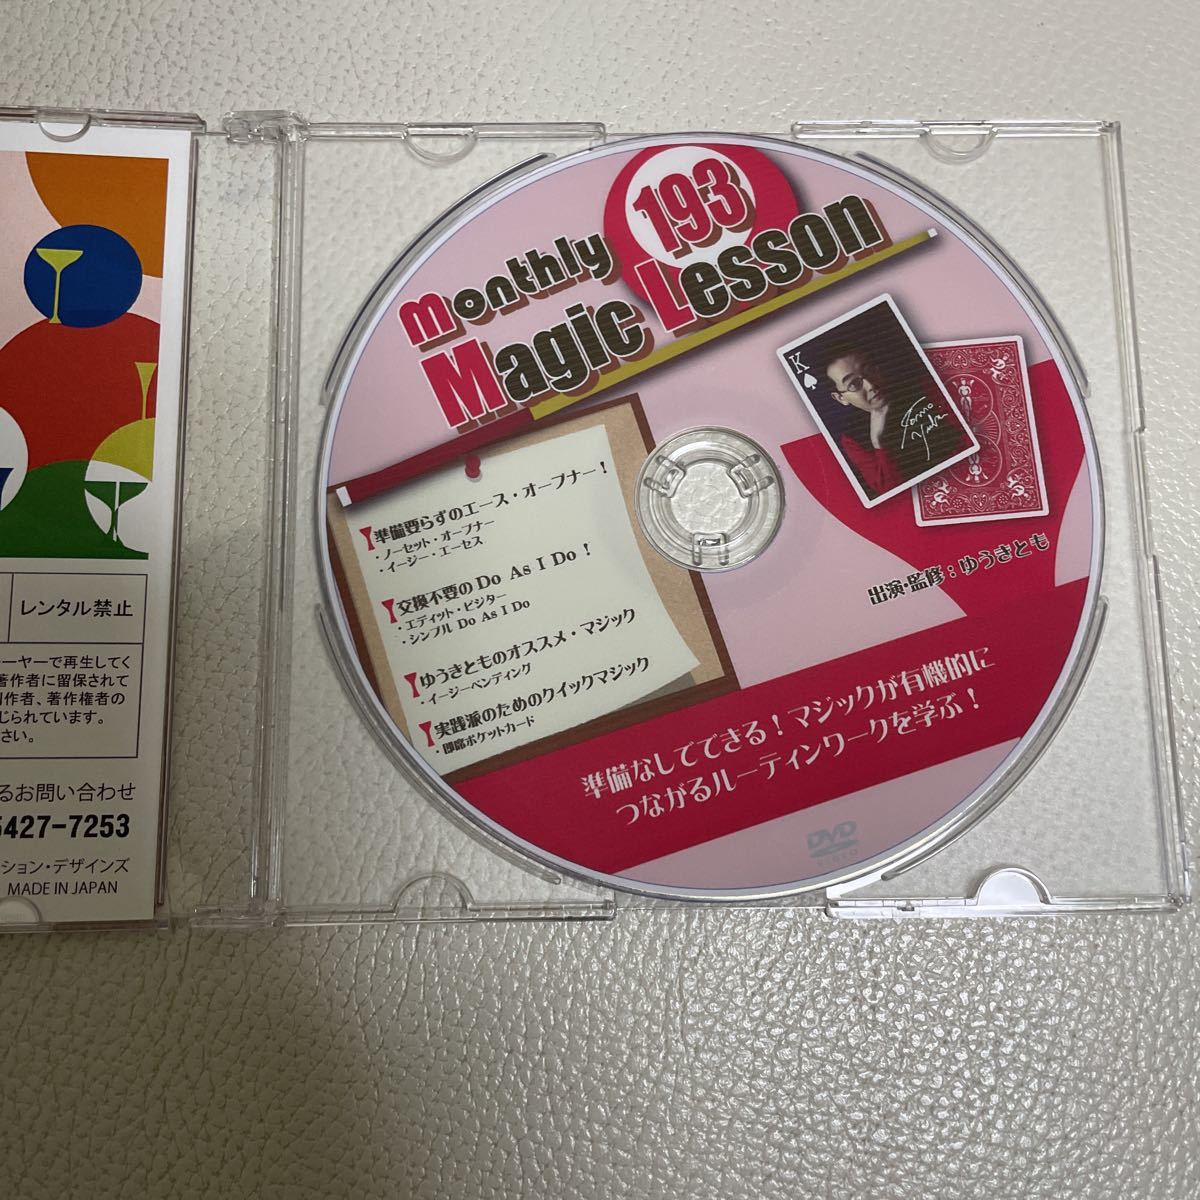 レンタル禁止
ーヤーで再生してく
著作者に留保されて
作者、著作権者の
じられています。
さい。
るお問い合わせ
5427-7253
ション・デザインズ
MADE IN JAPAN
193
Monthly
Magic Lesson
K
Tomo
Yuki
準備要らずのエース・オープナー!
・ノーセット・オープナー
・イージー・エーセス
交換不要の Do As I Do !
・エディット・ビジター
・シンプル Do As I Do
ゆうきとものオススメ・マジック
・イージーベンディング
実践派のためのクイックマジック
・即席ポケットカード
出演・監修:ゆうきとも
準備なしでできる!マジックが有機的に
つながるルーティンワークを学ぶ!
DVD
VIDEO